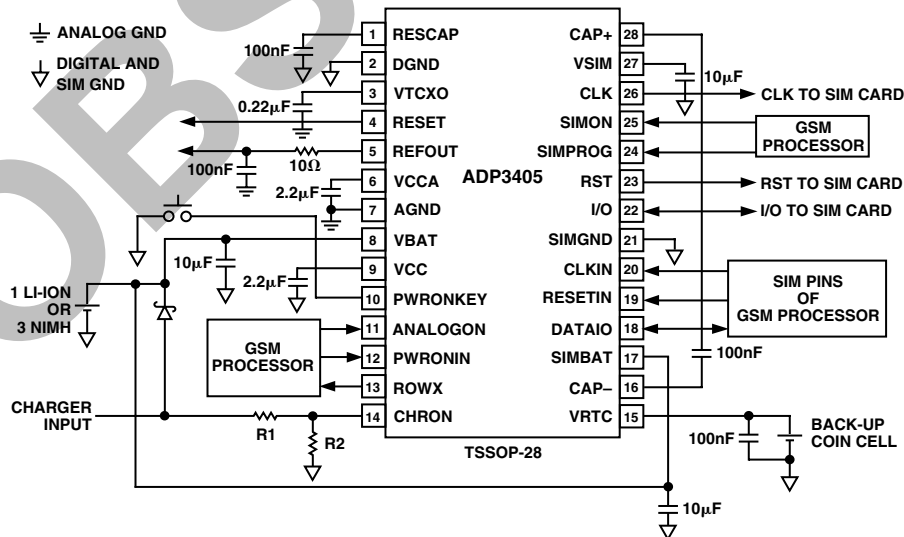 ANALOG GND
DIGITAL AND
SIM GND
100nF
0.22µF
100nF
10Ω
2.2µF
10µF
2.2µF
1 LI-ION
OR
3 NIMH
GSM
PROCESSOR
CHARGER
INPUT
R1
R2
1 RESCAP
2 DGND
3 VTCXO
4 RESET
5 REFOUT
6 VCCA
7 AGND
8 VBAT
9 VCC
10 PWRONKEY
11 ANALOGON
12 PWRONIN
13 ROWX
14 CHRON
ADP3405
TSSOP-28
CAP+ 28
VSIM 27
CLK 26
SIMON 25
SIMPROG 24
RST 23
I/O 22
SIMGND 21
CLKIN 20
RESETIN 19
DATAIO 18
SIMBAT 17
CAP– 16
VRTC 15
10µF
CLK TO SIM CARD
GSM
PROCESSOR
RST TO SIM CARD
I/O TO SIM CARD
SIM PINS
OF
GSM PROCESSOR
100nF
100nF
BACK-UP
COIN CELL
10µF
OBS